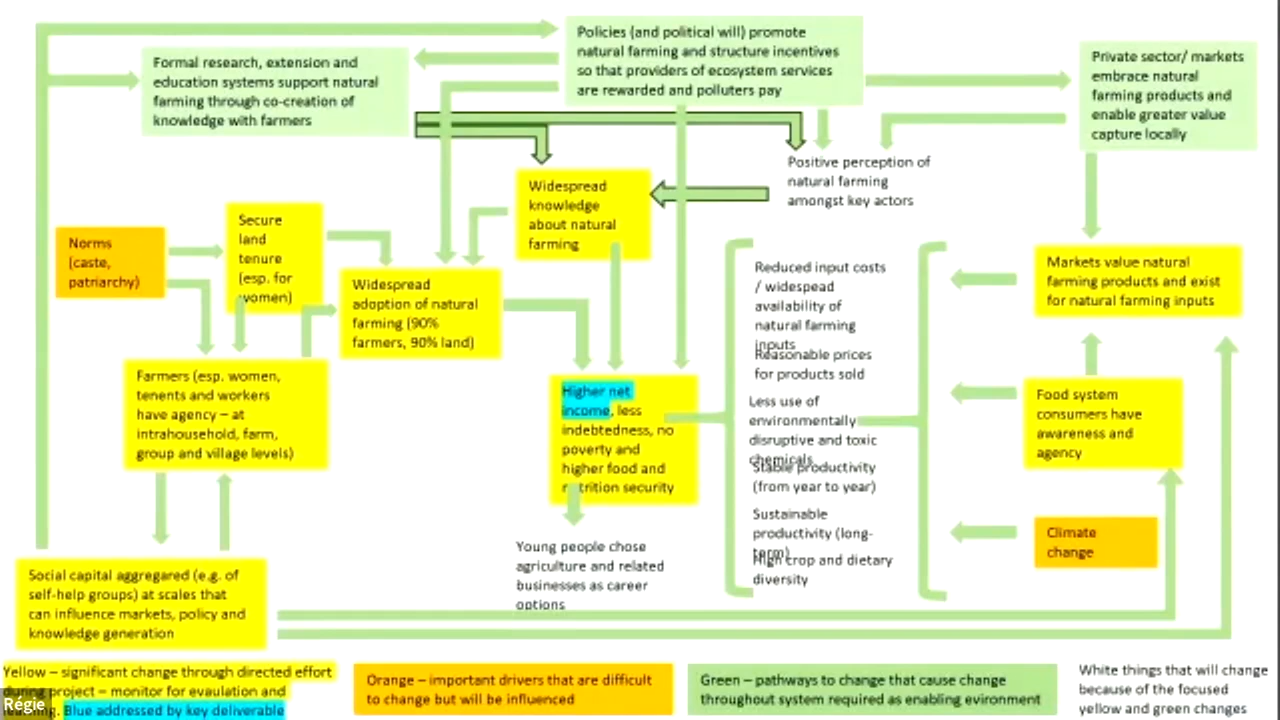 Policies (and political will) promote
natural farming and structure incentives
so that providers of ecosystem services
are rewarded and polluters pay
Formal research, extension and
education systems support natural
farming through co-creation of
knowledge with farmers
Private sector/ markets
embrace natural
farming products and
enable greater value
capture locally
Positive perception of
natural farming
amongst key actors
Widespread
knowledge
about natural
farming
Secure
land
tenure
(esp. for
women)
Norms
(caste,
patriarchy)
Widespread
adoption of natural
farming (90%
farmers, 90% land)
Reduced input costs
/ widespead
availability of
natural farming
inputs
Reasonable prices
for products sold
Less use of
environmentally
disruptive and toxic
chemicals
Stable productivity
(from year to year)
Sustainable
productivity (long-
term)
High crop and dietary
diversity
Markets value natural
farming products and exist
for natural farming inputs
Farmers (esp. women,
tenents and workers
have agency – at
intrahousehold, farm,
group and village levels)
Higher net
income, less
indebtedness, no
poverty and
higher food and
nutrition security
Food system
consumers have
awareness and
agency
Climate
change
Young people chose
agriculture and related
businesses as career
options
Social capital aggregared (e.g. of
self-help groups) at scales that
can influence markets, policy and
knowledge generation
Yellow – significant change through directed effort
during project – monitor for evaulation and
Blue addressed by key deliverable
Regie
Orange – important drivers that are difficult
to change but will be influenced
Green – pathways to change that cause change
throughout system required as enabling evironment
White things that will change
because of the focused
yellow and green changes